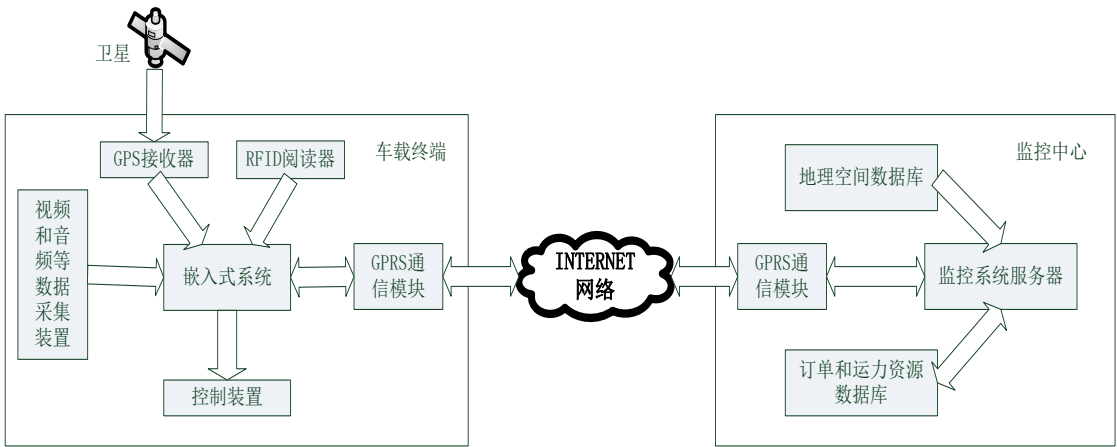 卫星
GPS接收器
RFID阅读器
车载终端
视频
和音
频等
数据
采集
装置
嵌入式系统
GPRS通
信模块
控制装置
INTERNET
网络
监控中心
地理空间数据库
GPRS通
信模块
监控系统服务器
订单和运力资源
数据库